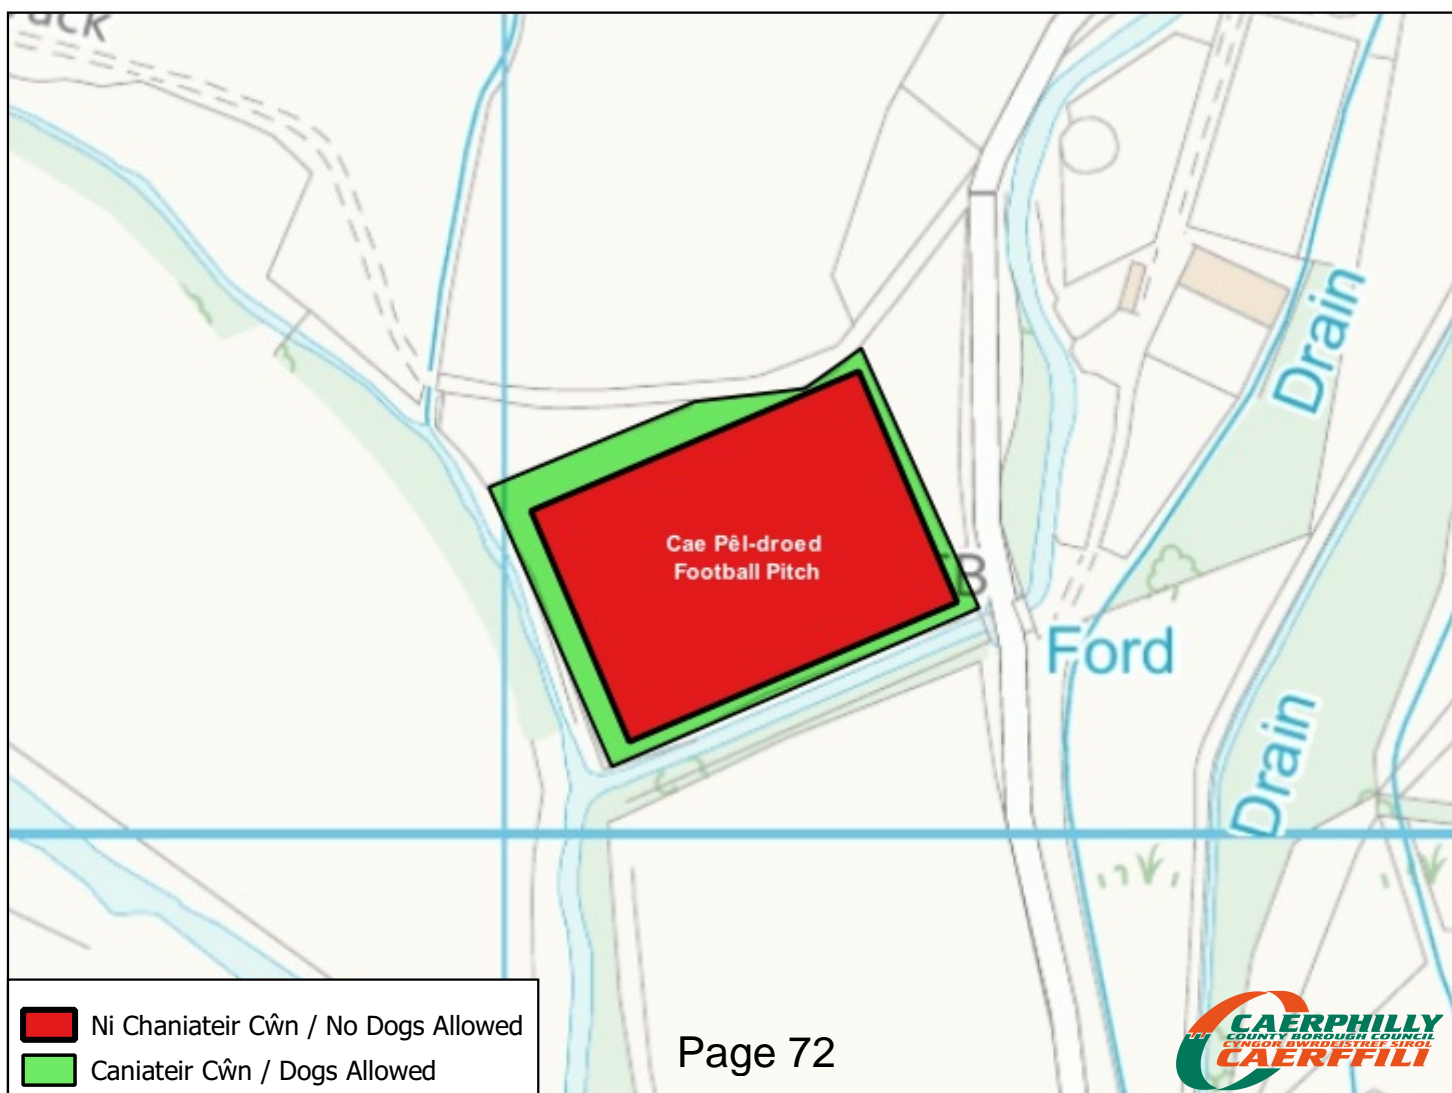 Cae Pêl-droed
Football Pitch
B
Drain
Ford
Drain
Ni Chaniateir Cŵn / No Dogs Allowed
Caniateir Cŵn / Dogs Allowed
Page 72
CAERPHILLY
COUNTY BOROUGH COUNCIL
CYNGOR BWRDEISTREF SIROL
CAERFFILI